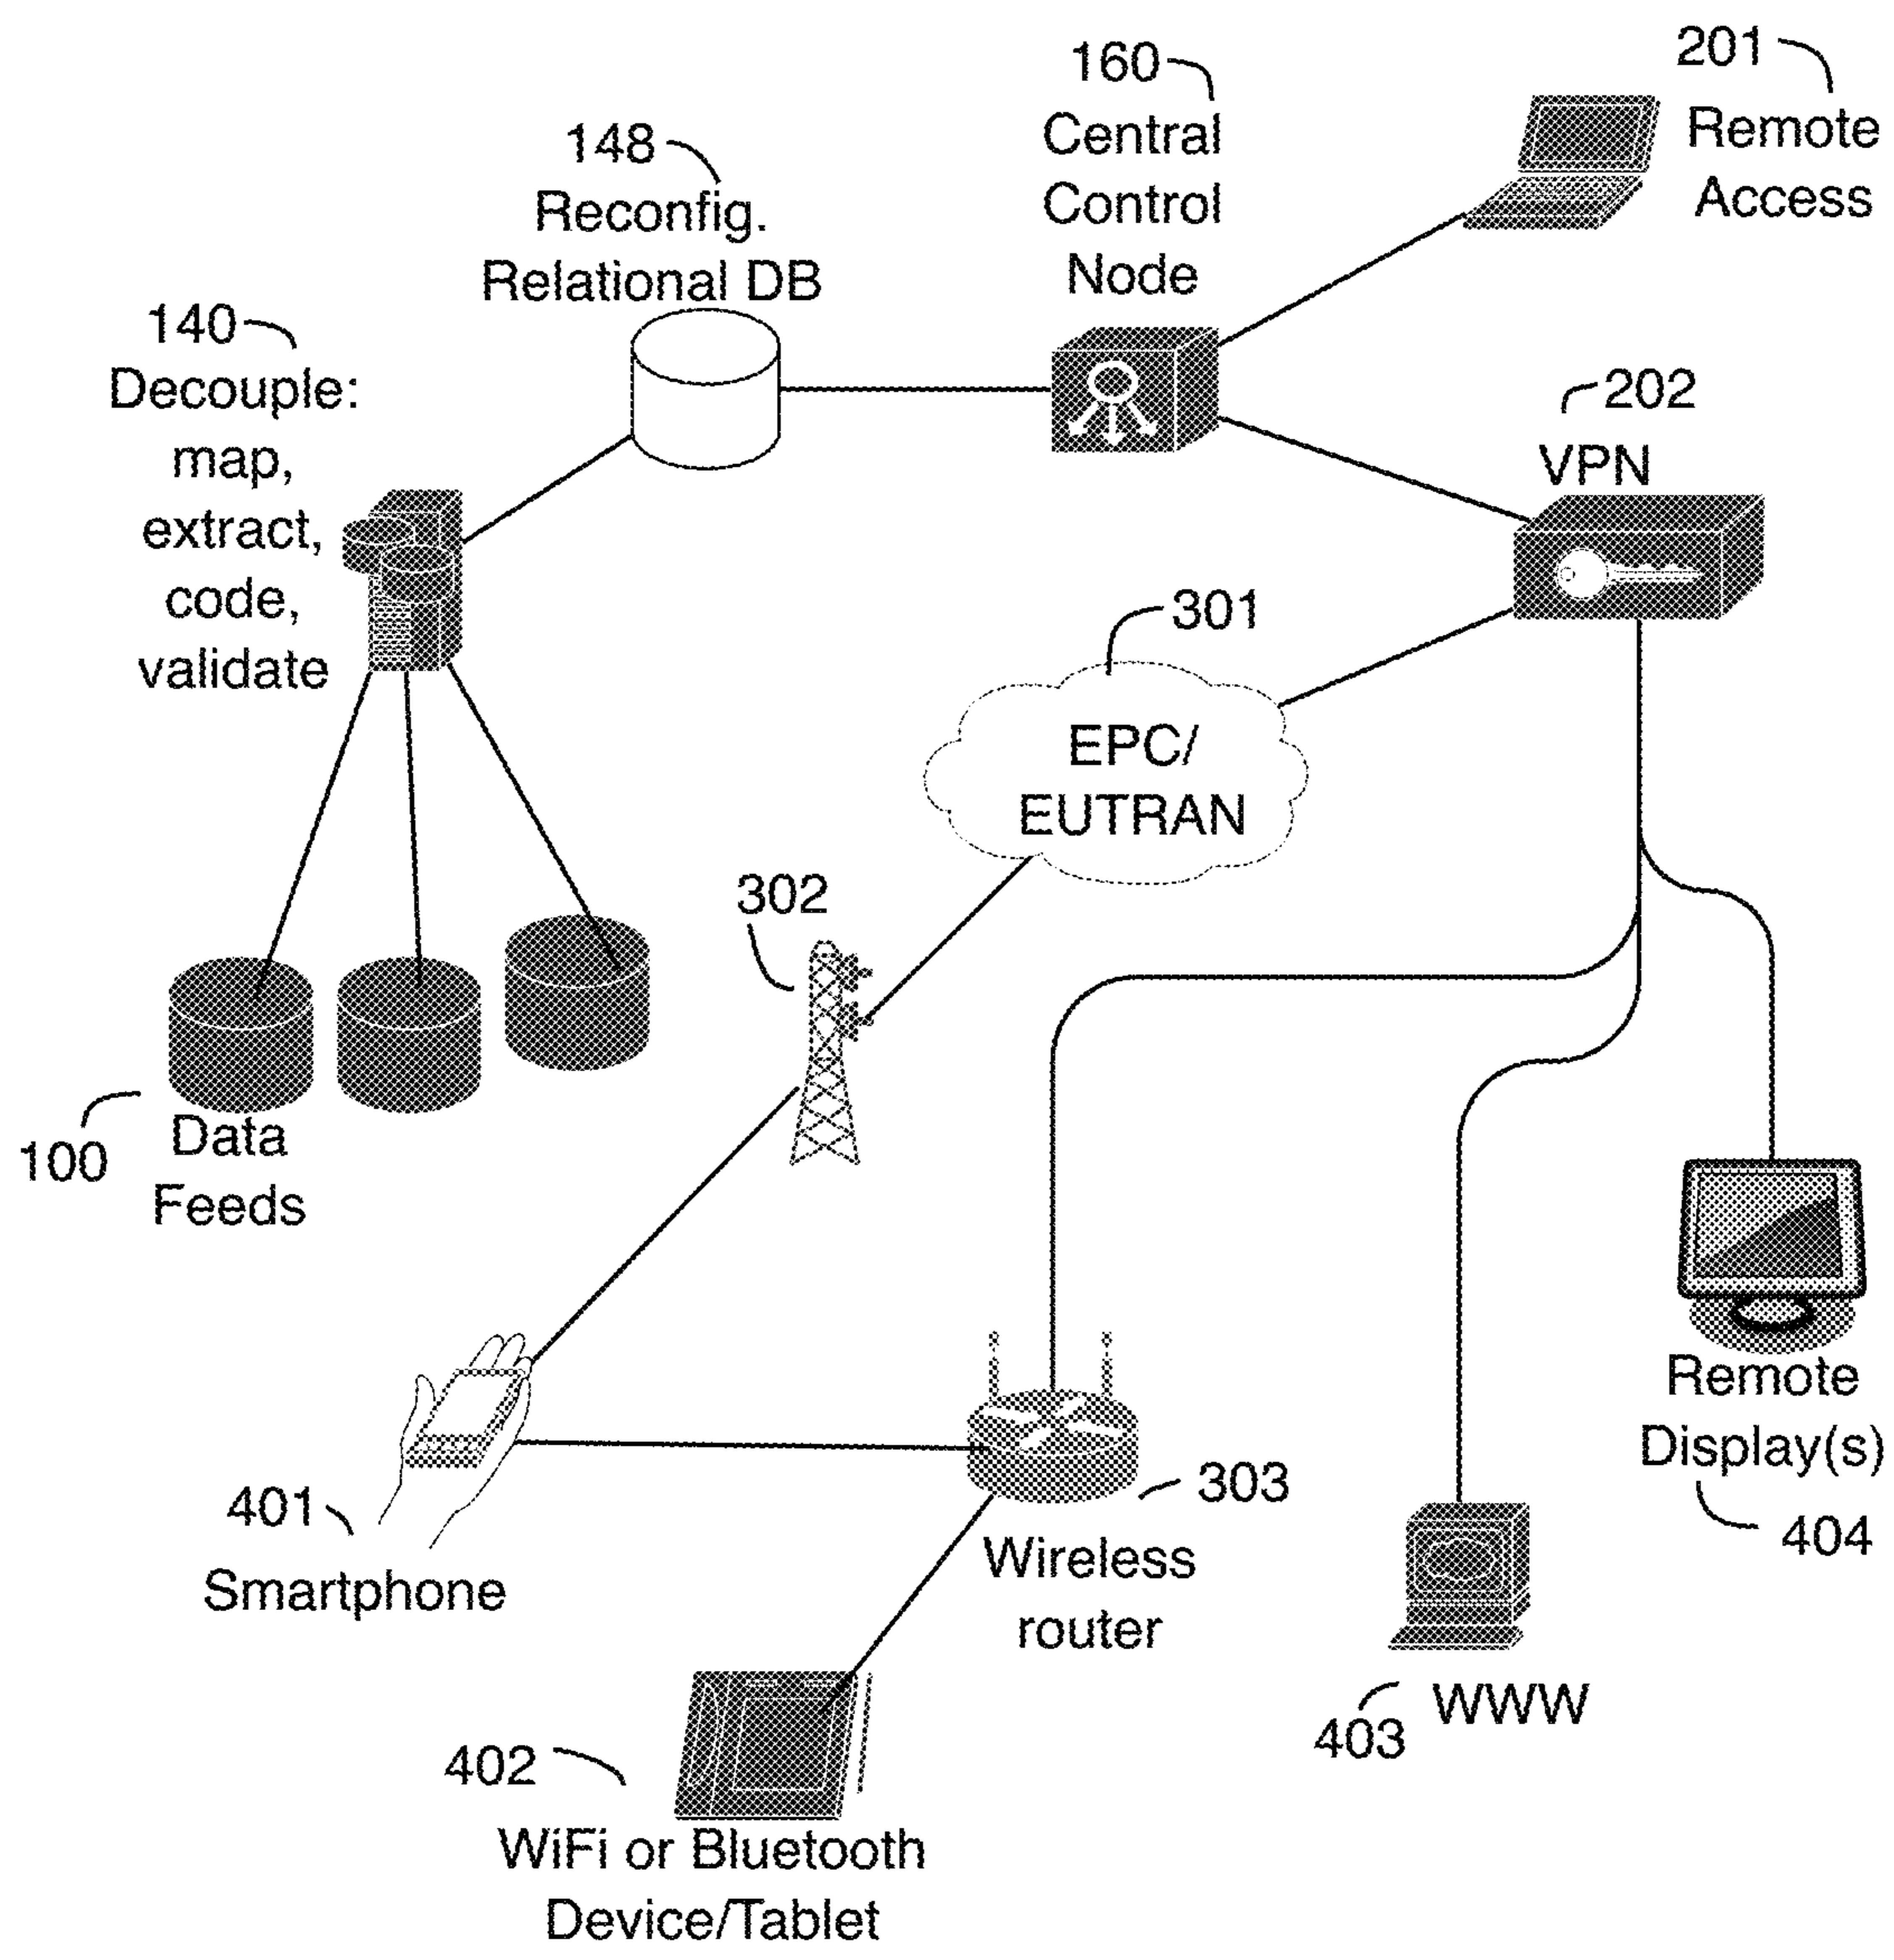 160
Central
Control
Node
201
Remote
Access
148
Reconfig.
Relational DB
140
Decouple:
map,
extract,
code,
validate
202
VPN
301
EPC/
EUTRAN
302
100
Data
Feeds
401
Smartphone
303
Wireless
router
Remote
Display(s)
404
403
WWW
402
WiFi or Bluetooth
Device/Tablet